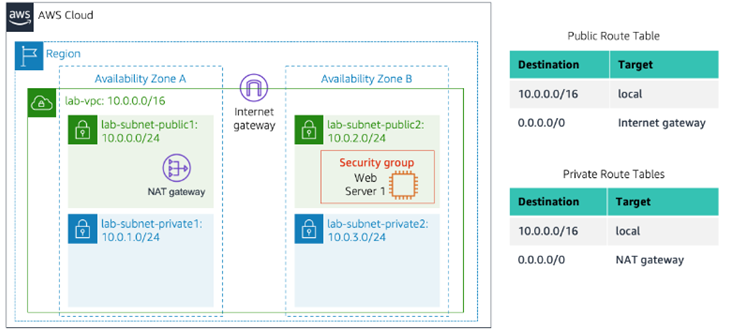 aws
AWS Cloud
Region
Availability Zone A
Availability Zone B
lab-vpc: 10.0.0.0/16
Internet
gateway
lab-subnet-public1:
10.0.0.0/24
NAT gateway
lab-subnet-public2:
10.0.2.0/24
Security group
Web
Server 1
lab-subnet-private1:
10.0.1.0/24
lab-subnet-private2:
10.0.3.0/24
Public Route Table
Destination Target
10.0.0.0/16 local
0.0.0.0/0 Internet gateway
Private Route Tables
Destination Target
10.0.0.0/16 local
0.0.0.0/0 NAT gateway